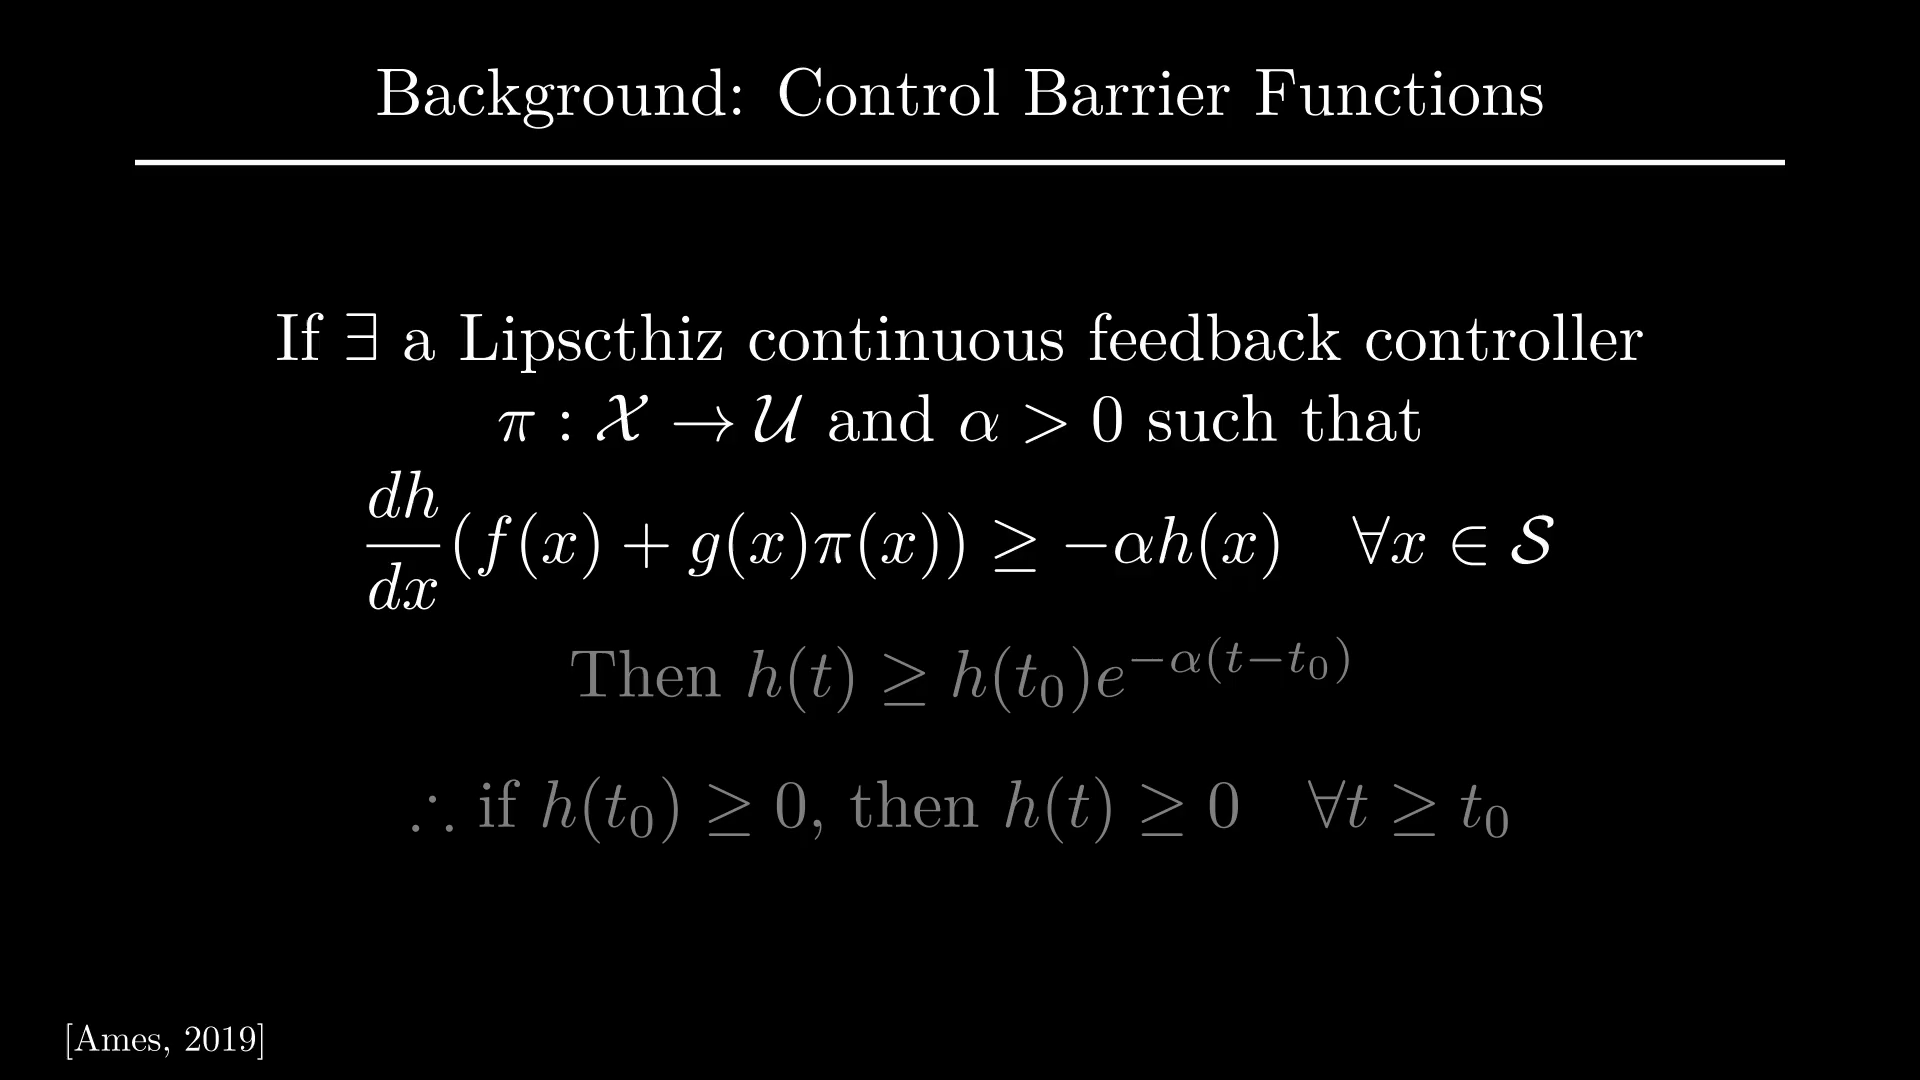 Background: Control Barrier Functions
If ∃ a Lipscthiz continuous feedback controller
π : 𝒳 → 𝒰 and α > 0 such that
dh/dx (f(x) + g(x)π(x)) ≥ −αh(x) ∀x ∈ 𝒮
Then h(t) ≥ h(t₀)e^{−α(t−t₀)}
∴ if h(t₀) ≥ 0, then h(t) ≥ 0 ∀t ≥ t₀
[Ames, 2019]